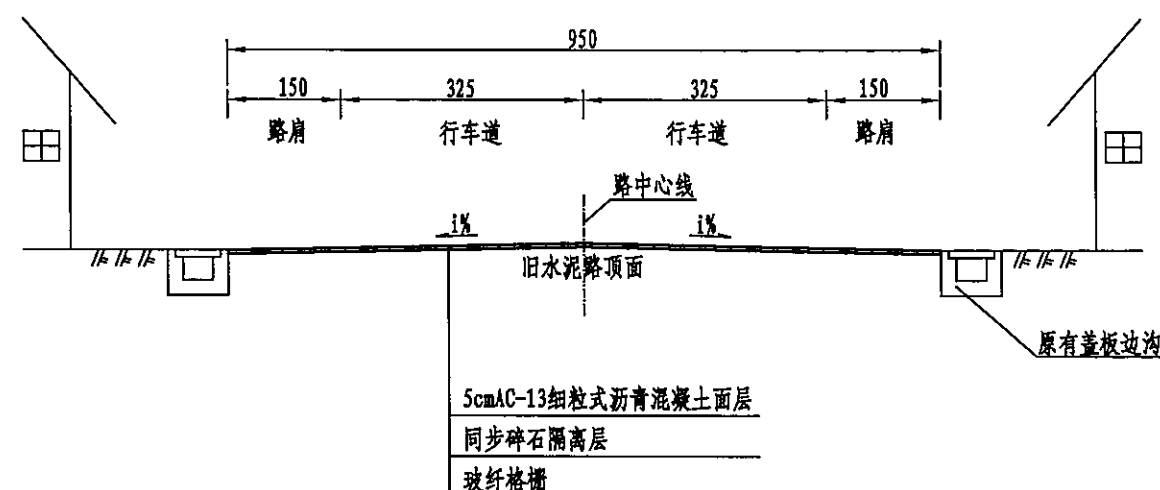 950
150 325 325 150
路肩 行车道 行车道 路肩
路中心线
i% i%
旧水泥路顶面
原有盖板边沟
5cmAC-13细粒式沥青混凝土面层
同步碎石隔离层
玻纤格栅